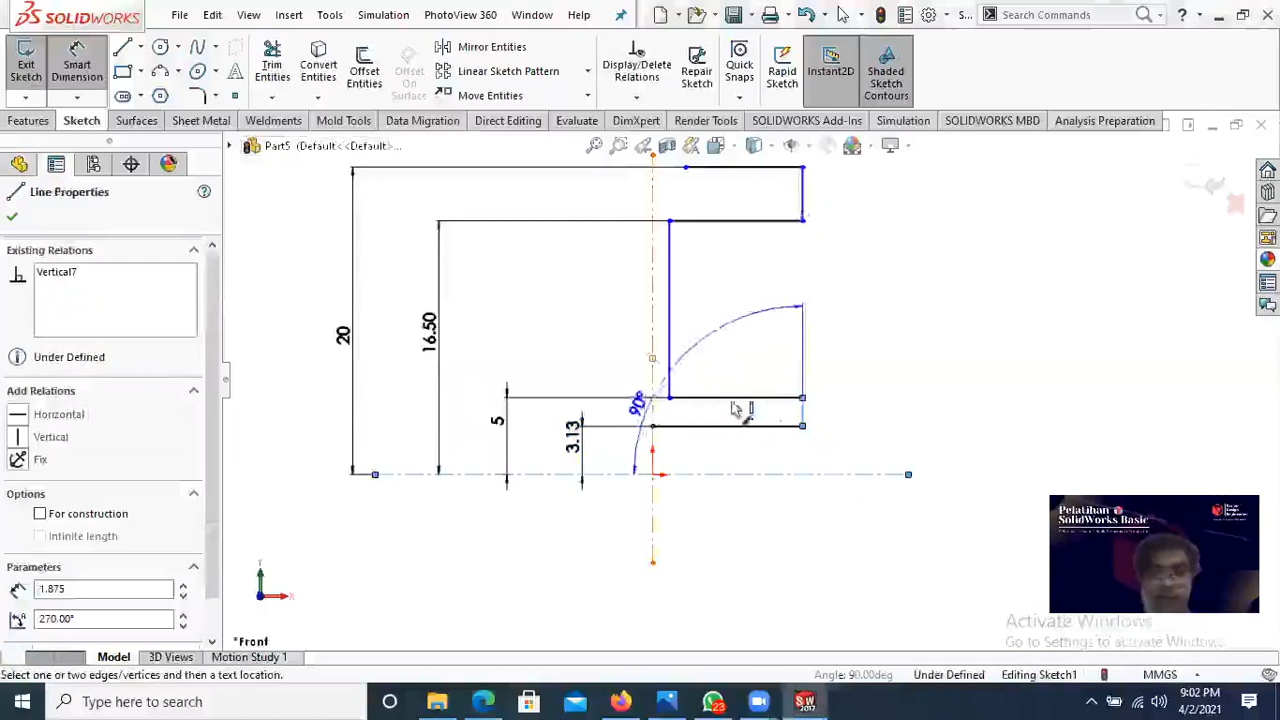 SOLIDWORKS File Edit View Insert Tools Simulation PhotoView 360 Window Help S... Search Commands ?
Exit Sketch
Smart Dimension
Trim Entities
Convert Entities
Offset Entities
Offset On Surface
Mirror Entities
Linear Sketch Pattern
Move Entities
Display/Delete Relations
Repair Sketch
Quick Snaps
Rapid Sketch
Instant2D
Shaded Sketch Contours
Features Sketch Surfaces Sheet Metal Weldments Mold Tools Data Migration Direct Editing Evaluate DimXpert Render Tools SOLIDWORKS Add-Ins Simulation SOLIDWORKS MBD Analysis Preparation
Part5 (Default<<Default>...
Line Properties
Existing Relations
Vertical7
Under Defined
Add Relations
Horizontal
Vertical
Fix
Options
For construction
Infinite length
Parameters
1.875
270.00°
20
16.50
5
3.13
90°
Y
X
*Front
Pelatihan
SolidWorks Basic
Activate Windows
Go to Settings to activate Windows.
Model 3D Views Motion Study 1
Select one or two edges/vertices and then a text location. Angle: 90.00deg Under Defined Editing Sketch1 MMGS
Type here to search
23
SW
2017
9:02 PM
4/2/2021